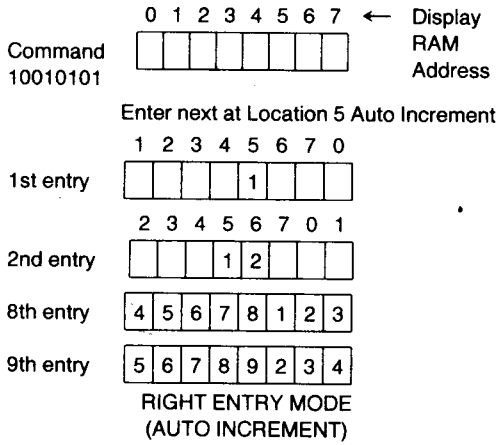 0 1 2 3 4 5 6 7 ← Display
RAM
Address
Command
10010101
Enter next at Location 5 Auto Increment
1 2 3 4 5 6 7 0
1st entry 1
2 3 4 5 6 7 0 1
2nd entry 1 2
8th entry 4 5 6 7 8 1 2 3
9th entry 5 6 7 8 9 2 3 4
RIGHT ENTRY MODE
(AUTO INCREMENT)